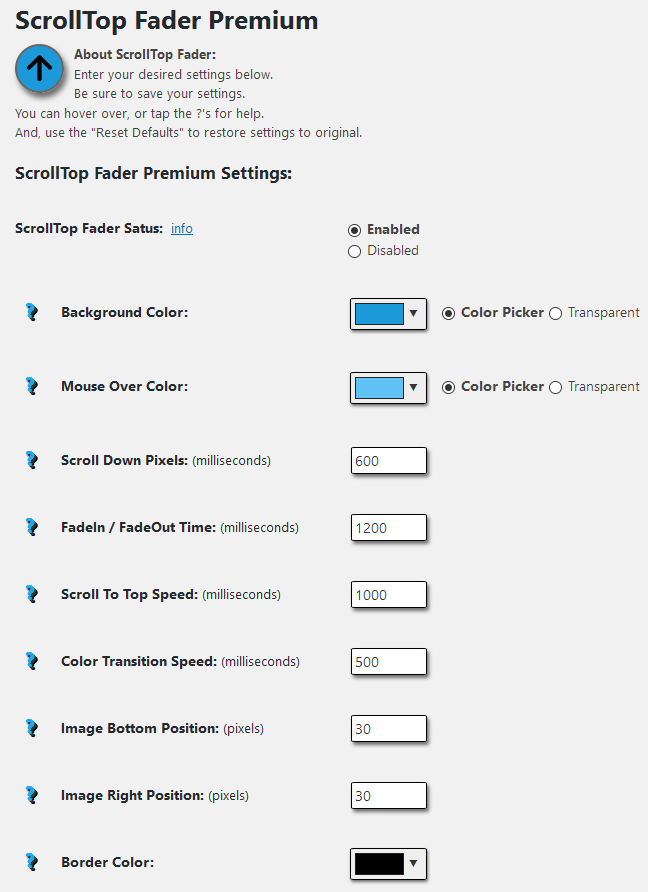 ScrollTop Fader Premium
About ScrollTop Fader:
Enter your desired settings below.
Be sure to save your settings.
You can hover over, or tap the ?'s for help.
And, use the "Reset Defaults" to restore settings to original.
ScrollTop Fader Premium Settings:
ScrollTop Fader Satus: info Enabled
Disabled
? Background Color: ▼ Color Picker Transparent
? Mouse Over Color: ▼ Color Picker Transparent
? Scroll Down Pixels: (milliseconds) 600
? FadeIn / FadeOut Time: (milliseconds) 1200
? Scroll To Top Speed: (milliseconds) 1000
? Color Transition Speed: (milliseconds) 500
? Image Bottom Position: (pixels) 30
? Image Right Position: (pixels) 30
? Border Color: ▼